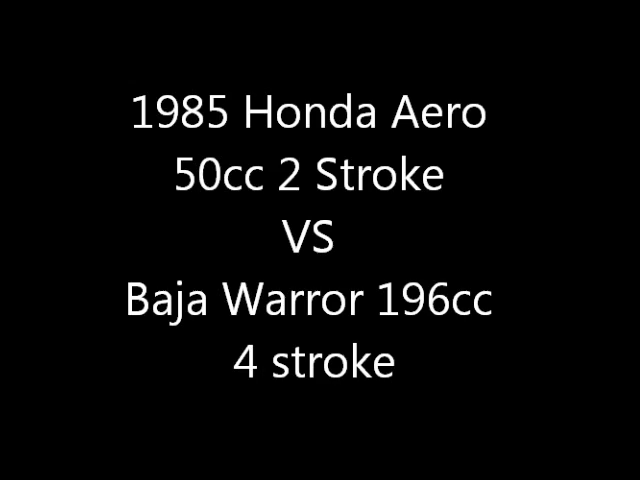 1985 Honda Aero
50cc 2 Stroke
VS
Baja Warror 196cc
4 stroke